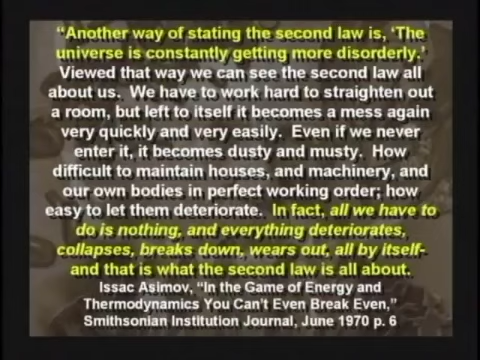 “Another way of stating the second law is, ‘The
universe is constantly getting more disorderly.’
Viewed that way we can see the second law all
about us.  We have to work hard to straighten out
a room, but left to itself it becomes a mess again
very quickly and very easily.  Even if we never
enter it, it becomes dusty and musty.  How
difficult to maintain houses, and machinery, and
our own bodies in perfect working order; how
easy to let them deteriorate.  In fact, all we have to
do is nothing, and everything deteriorates,
collapses, breaks down, wears out, all by itself-
and that is what the second law is all about.
Issac Asimov, “In the Game of Energy and
Thermodynamics You Can’t Even Break Even,”
Smithsonian Institution Journal, June 1970 p. 6